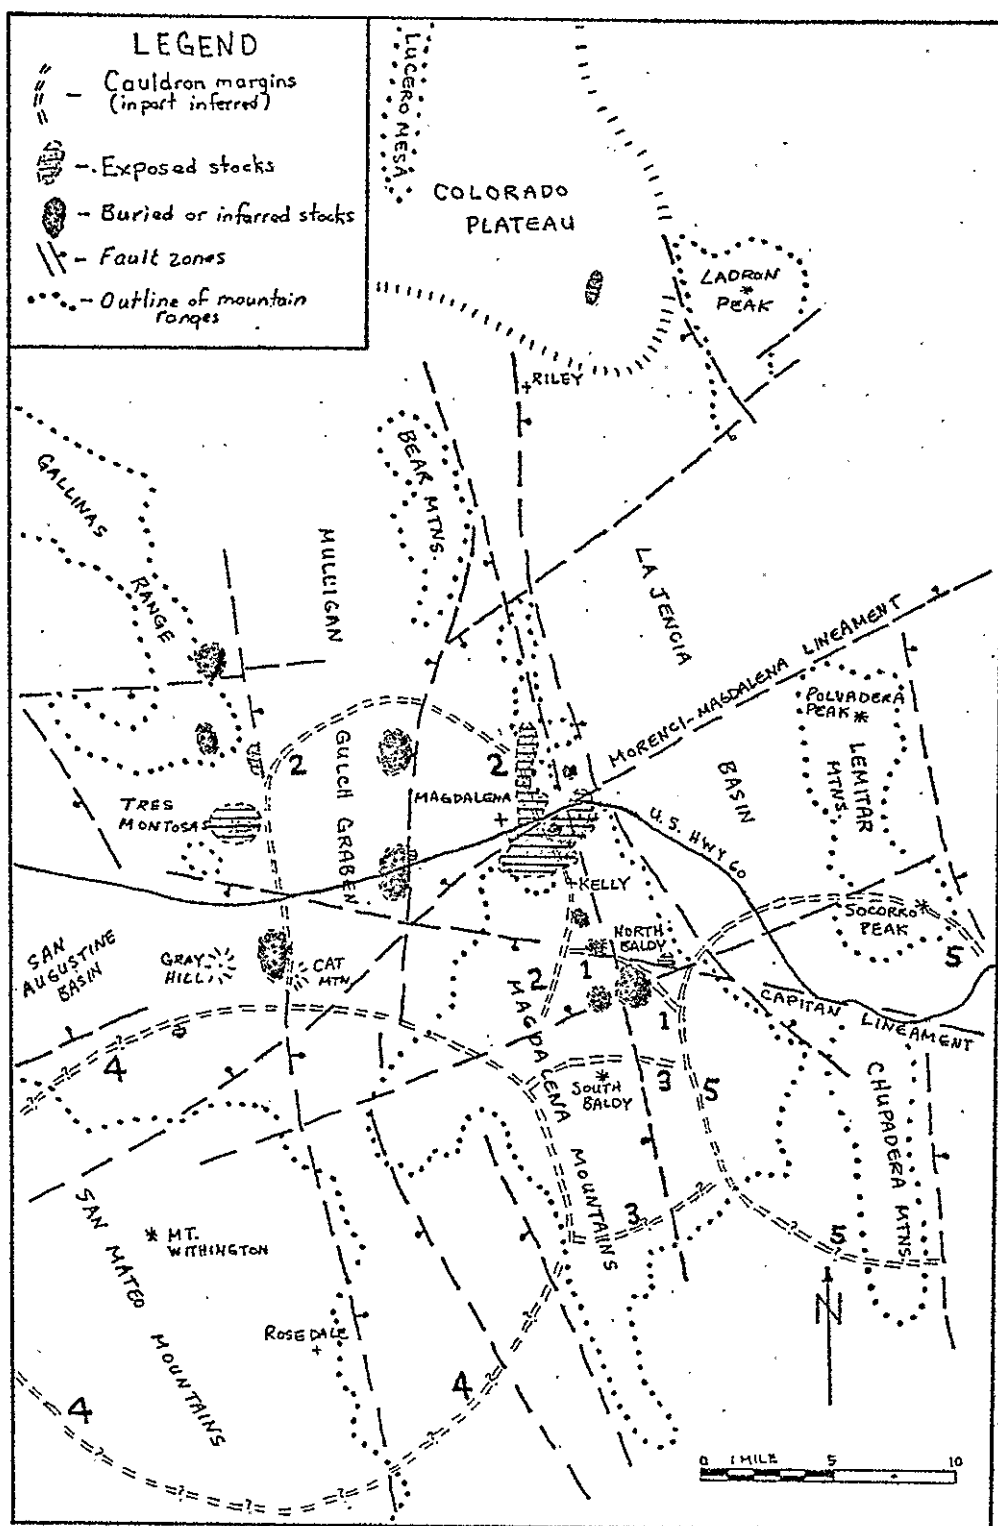 LEGEND
Cauldron margins
(in part inferred)
Exposed stocks
Buried or inferred stocks
Fault zones
Outline of mountain
ranges
LUCERO MESA
COLORADO
PLATEAU
LADRON
PEAK
RILEY
GALLINAS
RANGE
BEAR MTNS.
MULLIGAN
GULCH GRABEN
LA JENCIA
BASIN
MORENCI-MAGDALENA LINEAMENT
POLVADERA
PEAK
LEMITAR
MTNS.
2
2
MAGDALENA
TRES
MONTOSAS
U.S. HWY 60
KELLY
SOCORRO
PEAK
5
NORTH
BALDY
SAN
AUGUSTINE
BASIN
GRAY
HILL
CAT
MTN
2
1
1
CAPITAN LINEAMENT
4
MAGDALENA MOUNTAINS
SOUTH
BALDY
3
5
CHUPADERA MTNS.
SAN MATEO MOUNTAINS
MT.
WITHINGTON
3
5
N
ROSEDALE
4
4
0 1 MILE 5 10